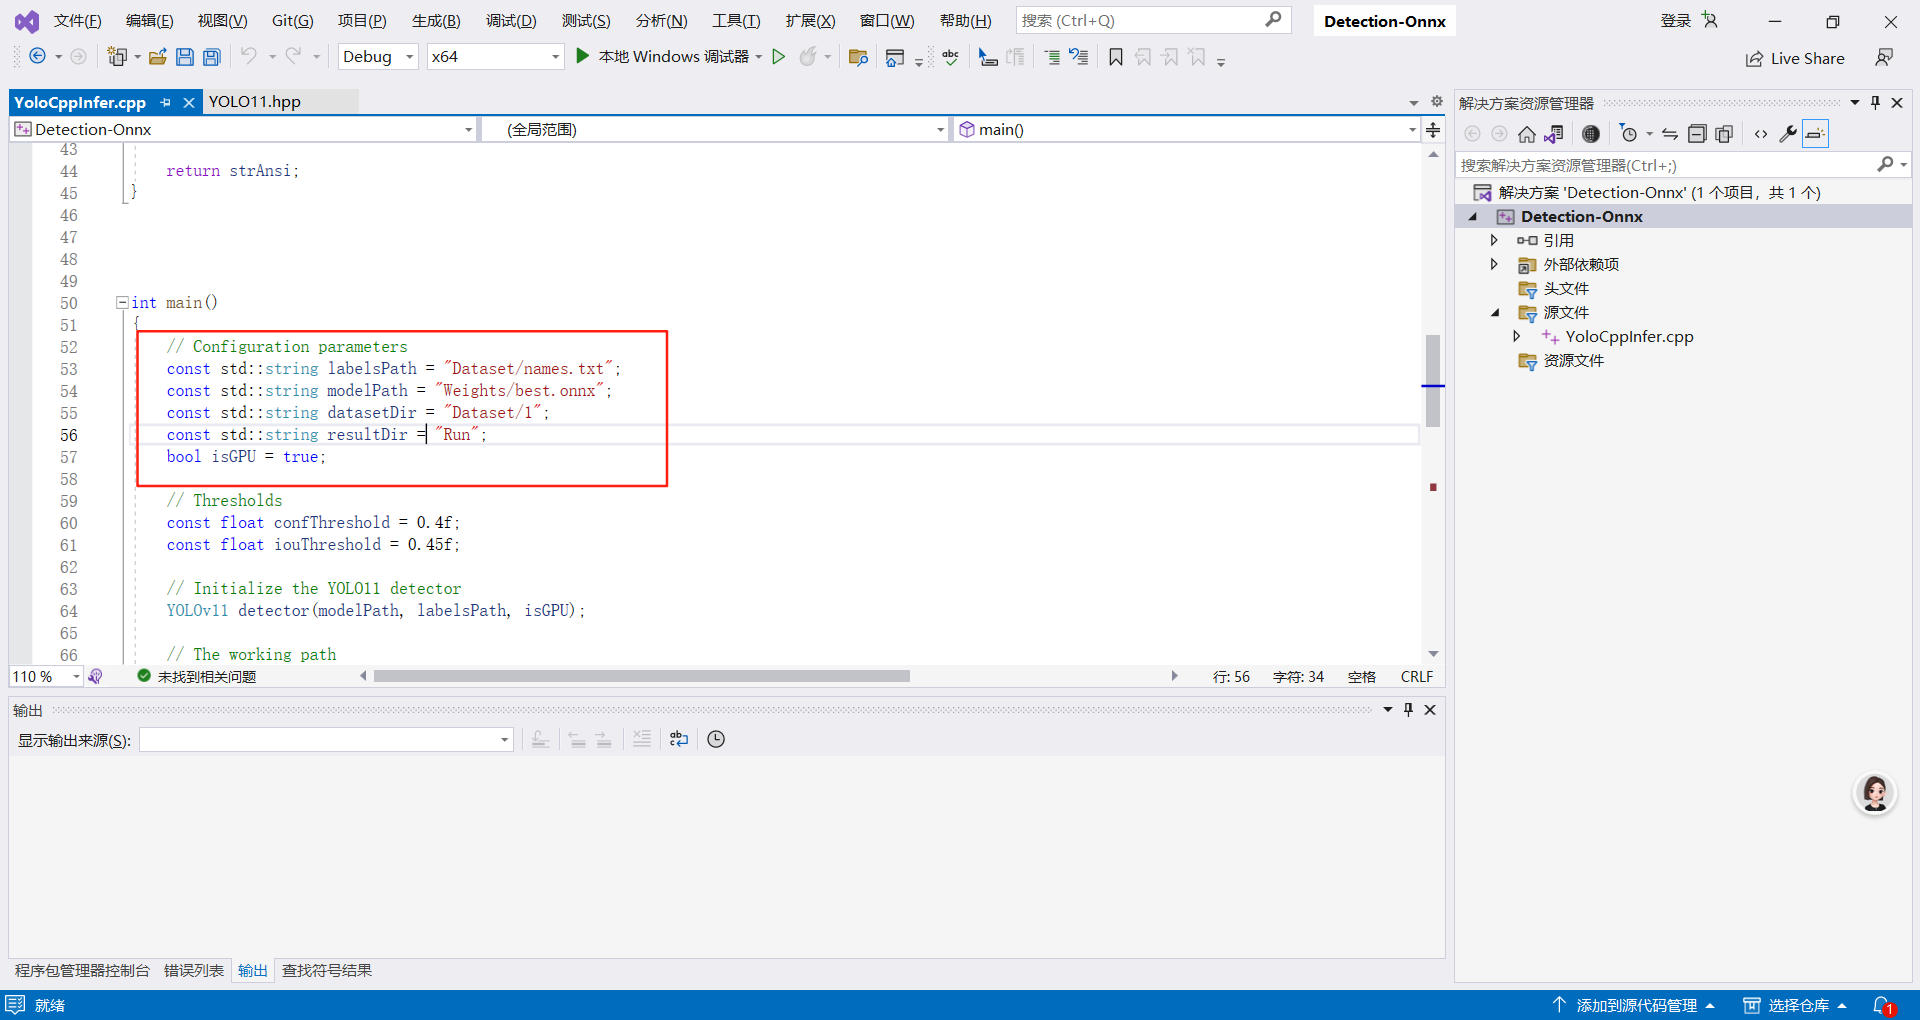 文件(F) 编辑(E) 视图(V) Git(G) 项目(P) 生成(B) 调试(D) 测试(S) 分析(N) 工具(T) 扩展(X) 窗口(W) 帮助(H) 搜索 (Ctrl+Q) Detection-Onnx 登录
Debug x64 本地 Windows 调试器 Live Share
YoloCppInfer.cpp YOLO11.hpp
Detection-Onnx (全局范围) main()
43
44 return strAnsi;
45 }
46
47
48
49
50 int main()
51 {
52 // Configuration parameters
53 const std::string labelsPath = "Dataset/names.txt";
54 const std::string modelPath = "Weights/best.onnx";
55 const std::string datasetDir = "Dataset/1";
56 const std::string resultDir = "Run";
57 bool isGPU = true;
58
59 // Thresholds
60 const float confThreshold = 0.4f;
61 const float iouThreshold = 0.45f;
62
63 // Initialize the YOLO11 detector
64 YOLOv11 detector(modelPath, labelsPath, isGPU);
65
66 // The working path
110 % 未找到相关问题 行: 56 字符: 34 空格 CRLF
输出
显示输出来源(S):
程序包管理器控制台 错误列表 输出 查找符号结果
解决方案资源管理器
搜索解决方案资源管理器(Ctrl+;)
解决方案 'Detection-Onnx' (1 个项目，共 1 个)
Detection-Onnx
引用
外部依赖项
头文件
源文件
YoloCppInfer.cpp
资源文件
就绪 添加到源代码管理 选择仓库 1